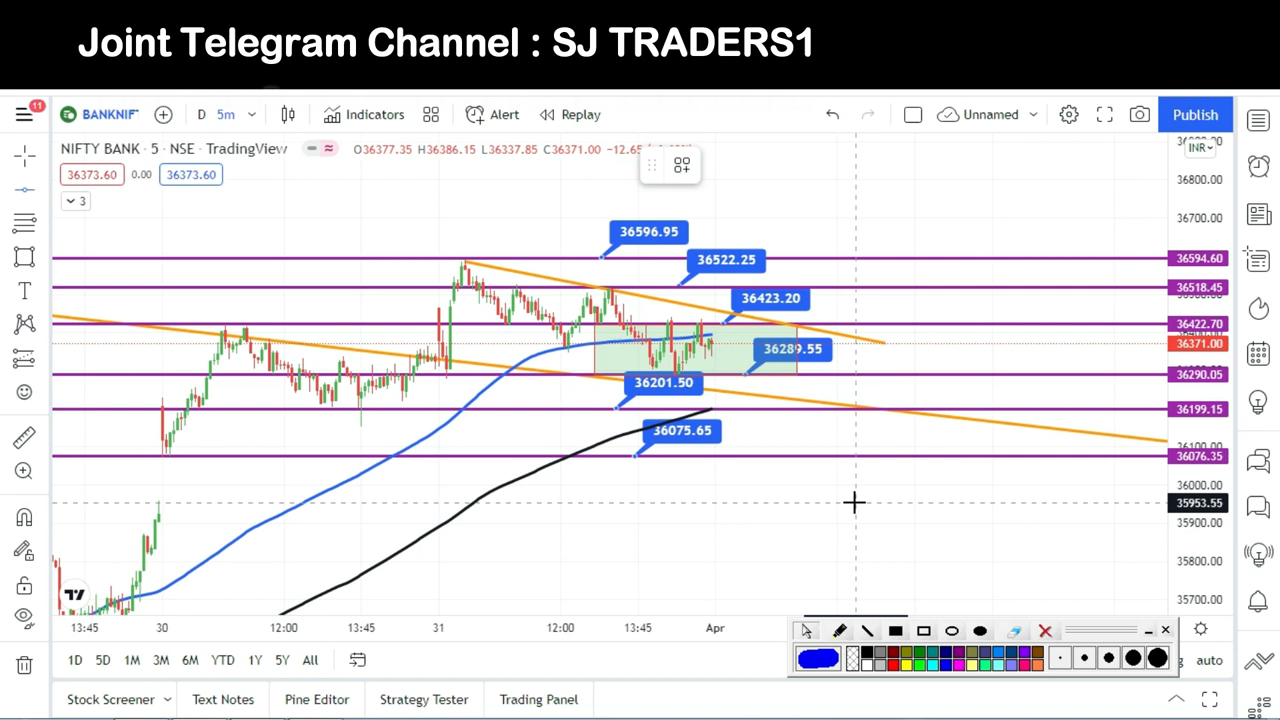 Joint Telegram Channel : SJ TRADERS1
11
BANKNIF
D 5m
Indicators
Alert
Replay
Unnamed
Publish
NIFTY BANK · 5 · NSE · TradingView
O36377.35 H36386.15 L36337.85 C36371.00
INR
36373.60 0.00 36373.60
36800.00
3
36700.00
36596.95
36522.25
36594.60
36518.45
36423.20
36422.70
36371.00
36289.55
36290.05
36201.50
36199.15
36075.65
36100.00
36076.35
36000.00
35953.55
35900.00
35800.00
35700.00
13:45 30 12:00 13:45 31 12:00 13:45 Apr
1D 5D 1M 3M 6M YTD 1Y 5Y All
auto
Stock Screener Text Notes Pine Editor Strategy Tester Trading Panel